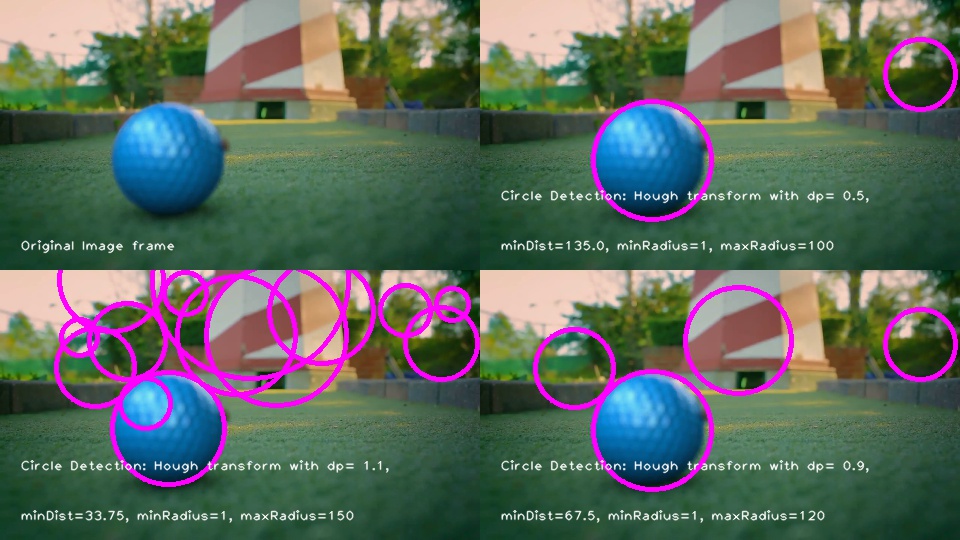 Original Image frame
Circle Detection: Hough transform with dp= 0.5,
minDist=135.0, minRadius=1, maxRadius=100
Circle Detection: Hough transform with dp= 1.1,
minDist=33.75, minRadius=1, maxRadius=150
Circle Detection: Hough transform with dp= 0.9,
minDist=67.5, minRadius=1, maxRadius=120